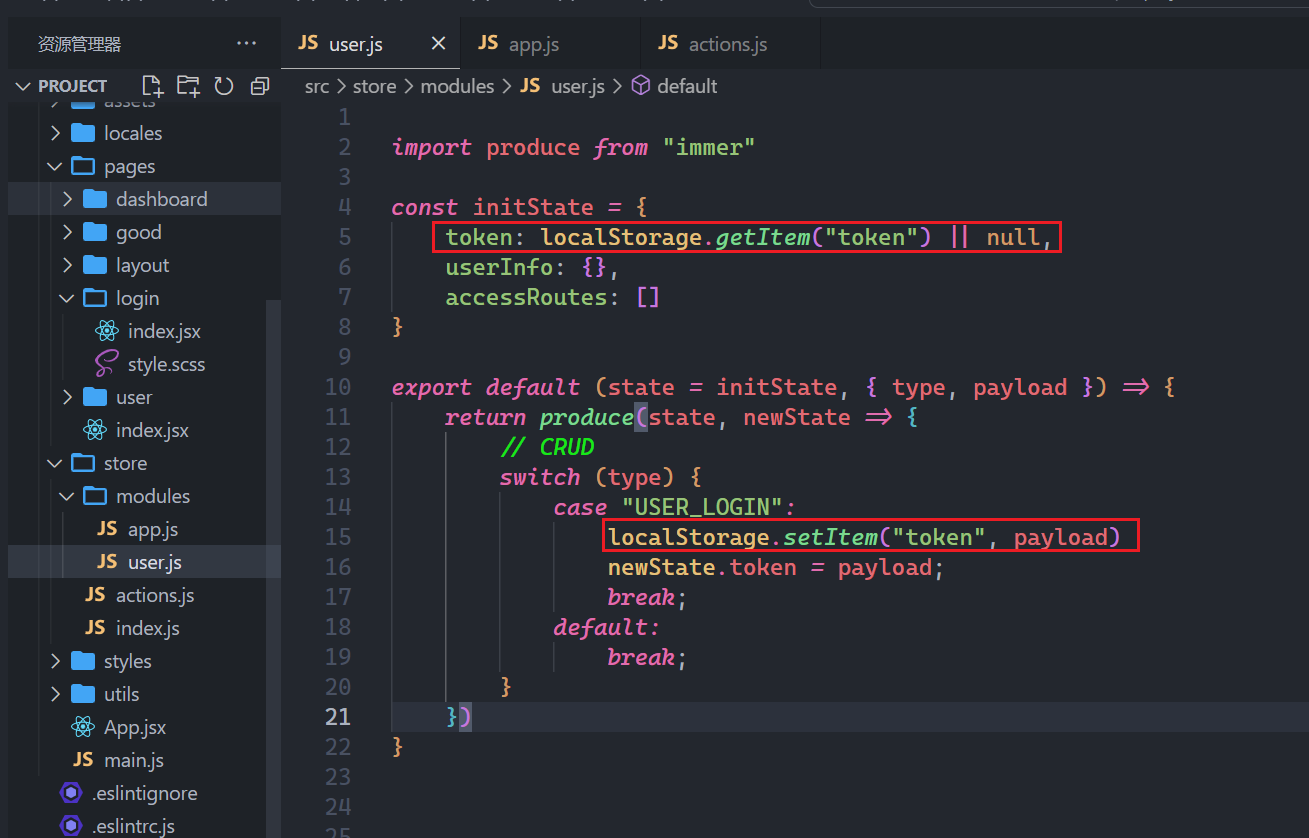 资源管理器 ...
PROJECT
assets
locales
pages
dashboard
good
layout
login
index.jsx
style.scss
user
index.jsx
store
modules
JS app.js
JS user.js
JS actions.js
JS index.js
styles
utils
App.jsx
JS main.js
.eslintignore
.eslintrc.js
JS user.js JS app.js JS actions.js
src > store > modules > JS user.js > default
1
2 import produce from "immer"
3
4 const initState = {
5 token: localStorage.getItem("token") || null,
6 userInfo: {},
7 accessRoutes: []
8 }
9
10 export default (state = initState, { type, payload }) => {
11 return produce(state, newState => {
12 // CRUD
13 switch (type) {
14 case "USER_LOGIN":
15 localStorage.setItem("token", payload)
16 newState.token = payload;
17 break;
18 default:
19 break;
20 }
21 })
22 }
23
24
25